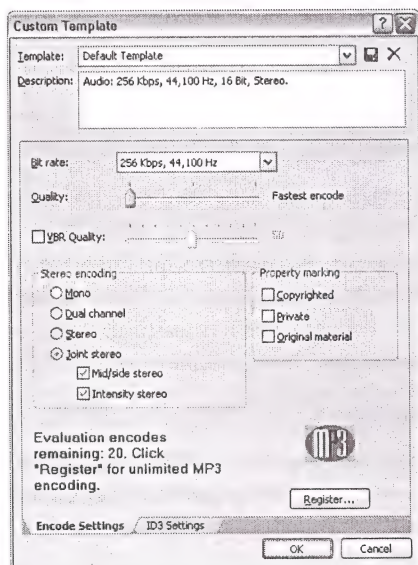 Custom Template
Template: Default Template
Description: Audio: 256 Kbps, 44,100 Hz, 16 Bit, Stereo.
Bit rate: 256 Kbps, 44,100 Hz
Quality: Fastest encode
VBR Quality: 50
Stereo encoding
Mono
Dual channel
Stereo
Joint stereo
Mid/side stereo
Intensity stereo
Property marking
Copyrighted
Private
Original material
Evaluation encodes
remaining: 20. Click
"Register" for unlimited MP3
encoding.
MP3
Register...
Encode Settings / ID3 Settings
OK Cancel